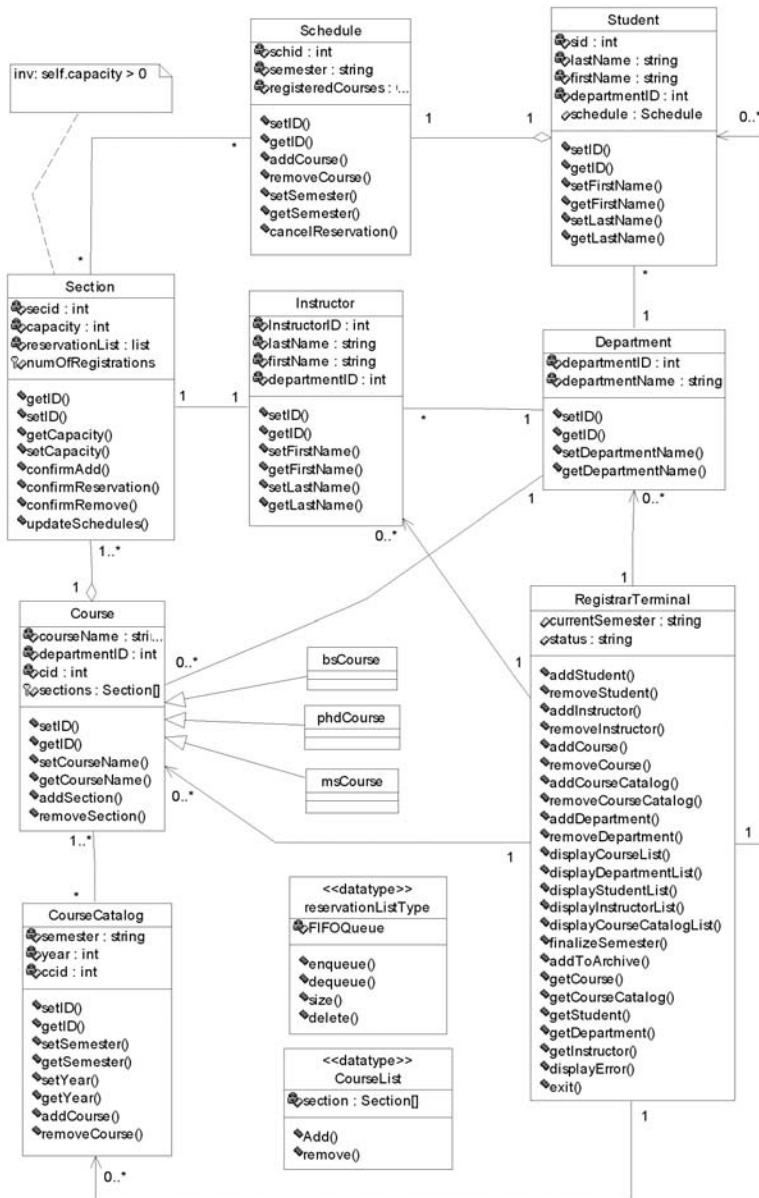 Schedule
schid : int
semester : string
registeredCourses : (...
setID()
getID()
addCourse()
removeCourse()
setSemester()
getSemester()
cancelReservation()
Student
sid : int
lastName : string
firstName : string
departmentID : int
schedule : Schedule
setID()
getID()
setFirstName()
getFirstName()
setLastName()
getLastName()
inv: self.capacity > 0
1
1
0..*
*
*
*
1
Section
secid : int
capacity : int
reservationList : list
numOfRegistrations
getID()
setID()
getCapacity()
setCapacity()
confirmAdd()
confirmReservation()
confirmRemove()
updateSchedules()
Instructor
InstructorID : int
lastName : string
firstName : string
departmentID : int
setID()
getID()
setFirstName()
getFirstName()
setLastName()
getLastName()
Department
departmentID : int
departmentName : string
setID()
getID()
setDepartmentName()
getDepartmentName()
1
1
*
1
1
0..*
0..*
1..*
1
1
Course
courseName : stri...
departmentID : int
cid : int
sections : Section[]
setID()
getID()
setCourseName()
getCourseName()
addSection()
removeSection()
0..*
bsCourse
phdCourse
msCourse
1
0..*
1
1
RegistrarTerminal
currentSemester : string
status : string
addStudent()
removeStudent()
addInstructor()
removeInstructor()
addCourse()
removeCourse()
addCourseCatalog()
removeCourseCatalog()
addDepartment()
removeDepartment()
displayCourseList()
displayDepartmentList()
displayStudentList()
displayInstructorList()
displayCourseCatalogList()
finalizeSemester()
addToArchive()
getCourse()
getCourseCatalog()
getStudent()
getDepartment()
getInstructor()
displayError()
exit()
1..*
*
CourseCatalog
semester : string
year : int
ccid : int
setID()
getID()
setSemester()
getSemester()
setYear()
getYear()
addCourse()
removeCourse()
<<datatype>>
reservationListType
FIFOQueue
enqueue()
dequeue()
size()
delete()
<<datatype>>
CourseList
section : Section[]
Add()
remove()
0..*
1